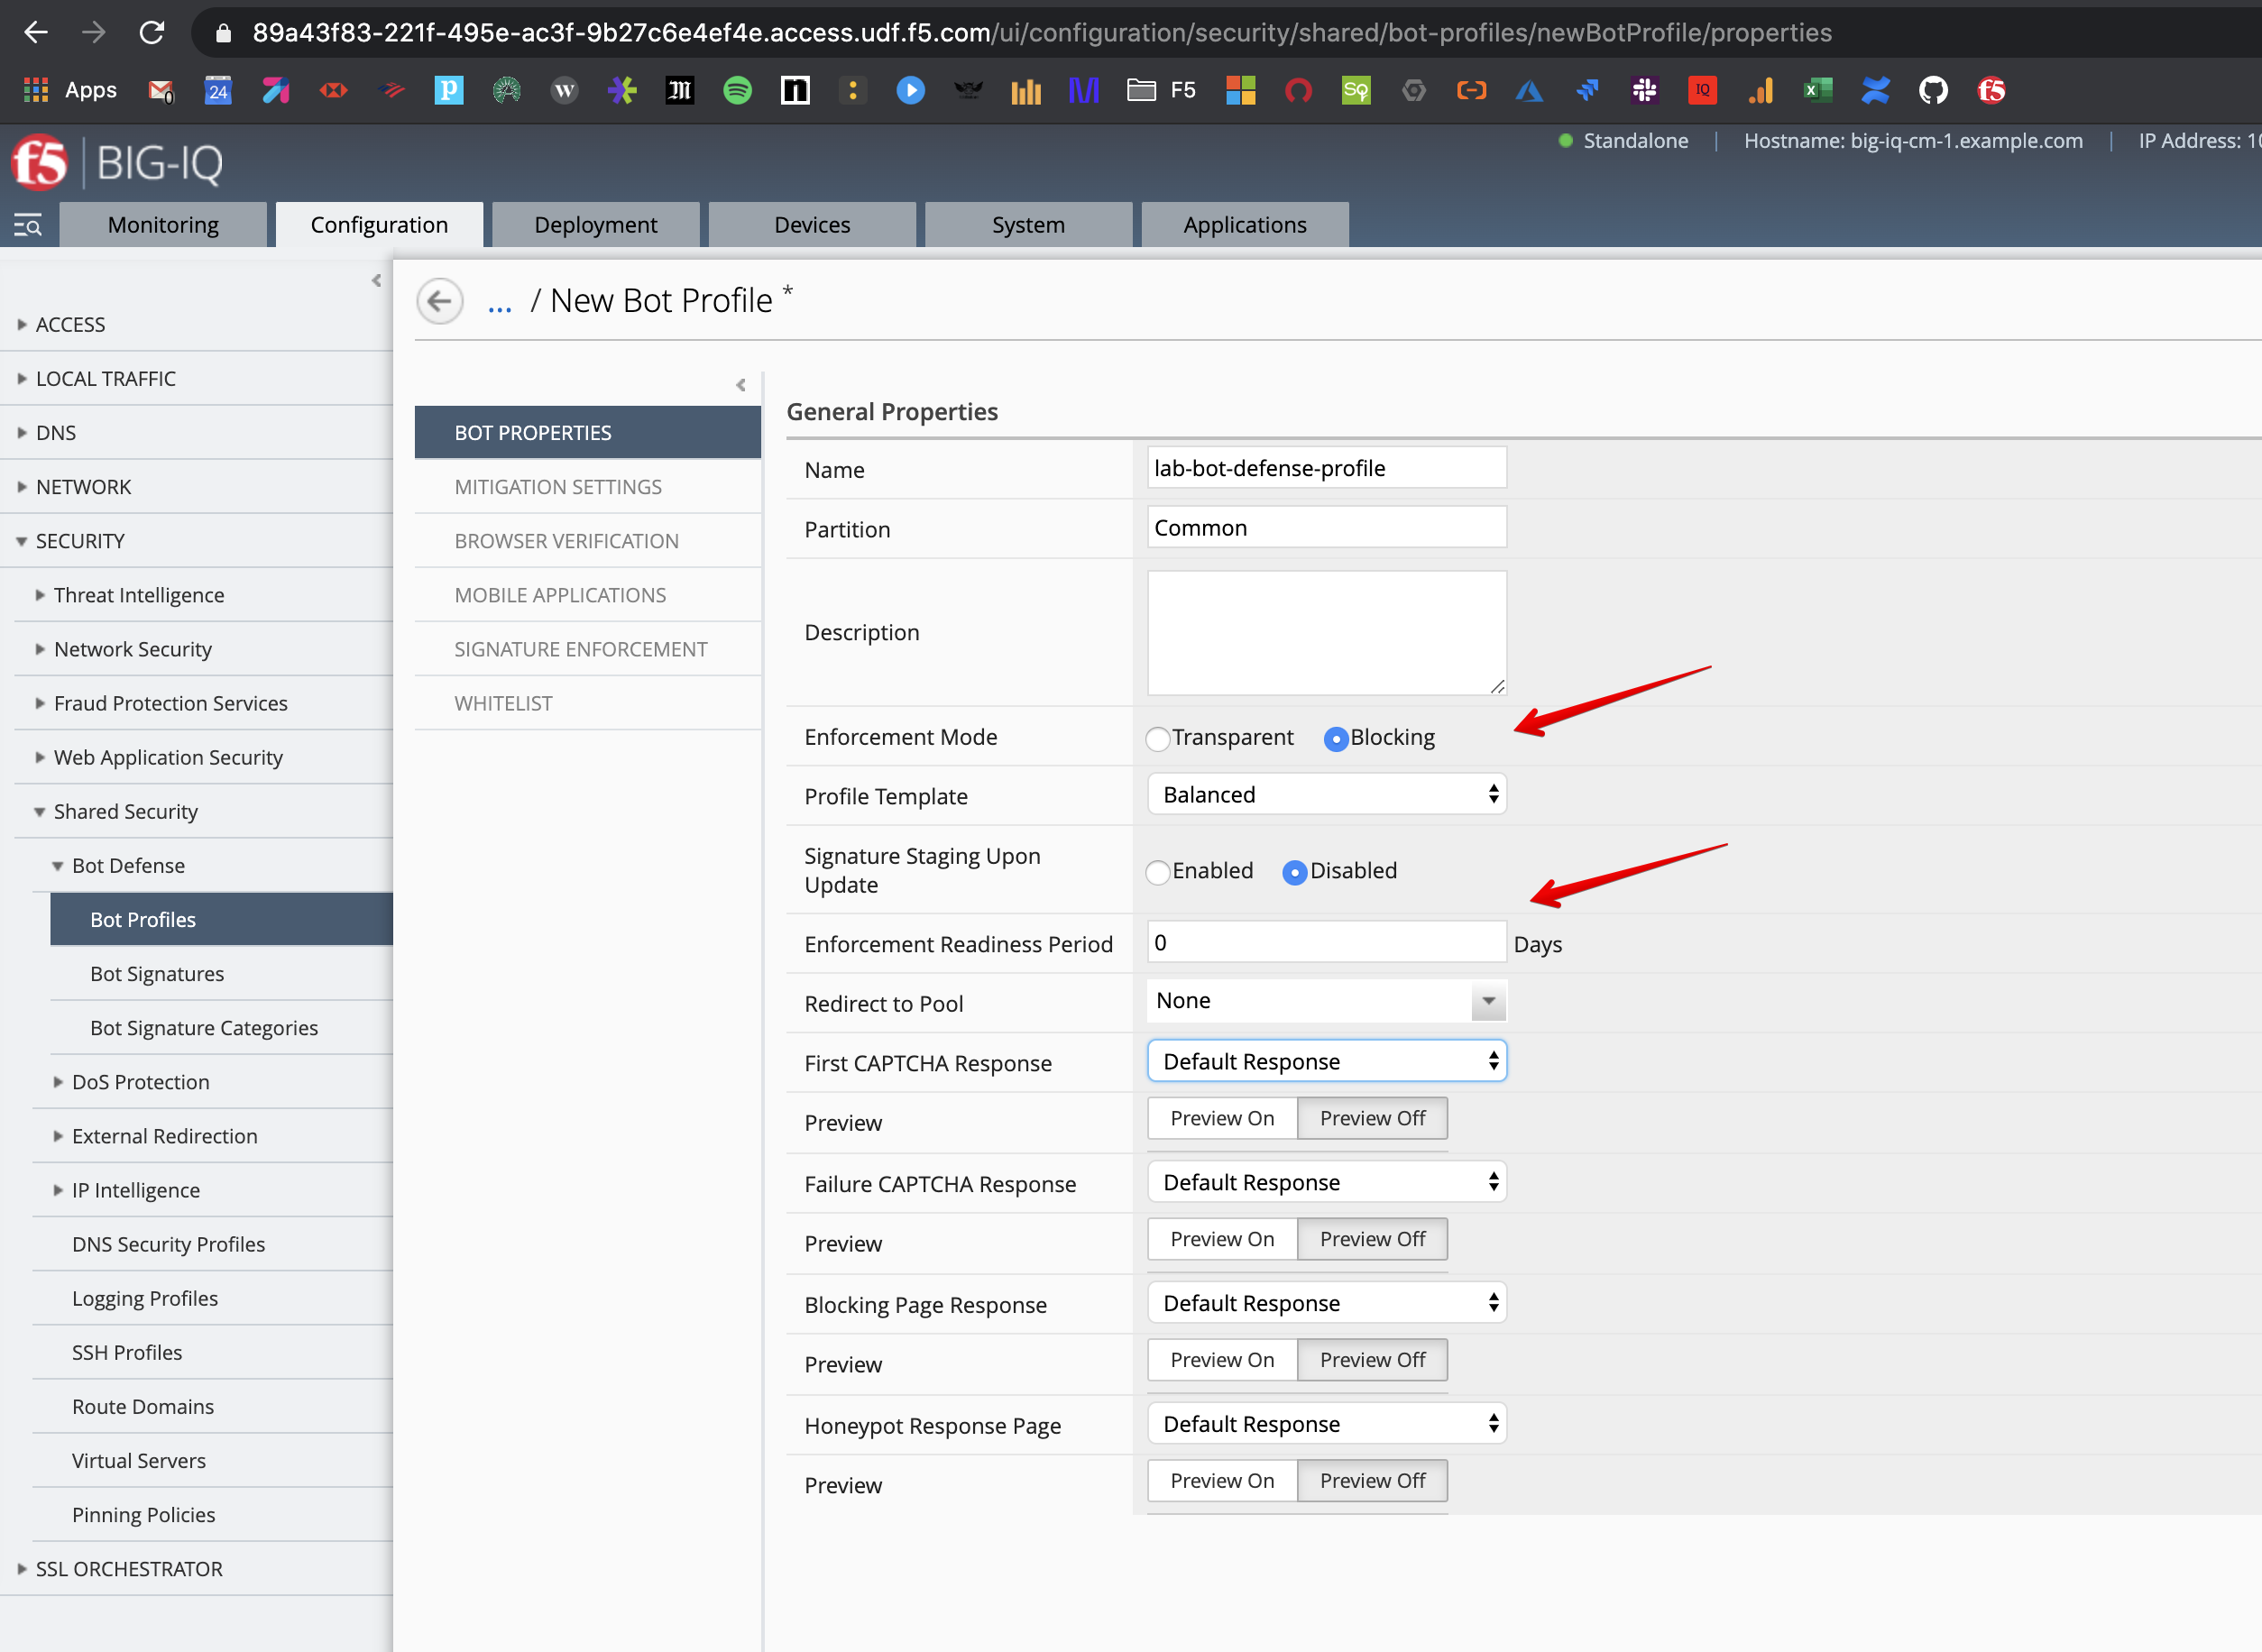 89a43f83-221f-495e-ac3f-9b27c6e4ef4e.access.udf.f5.com/ui/configuration/security/shared/bot-profiles/newBotProfile/properties
Apps
0
24
F5
IQ
f5 BIG-IQ
Standalone | Hostname: big-iq-cm-1.example.com | IP Address: 10
Monitoring
Configuration
Deployment
Devices
System
Applications
ACCESS
LOCAL TRAFFIC
DNS
NETWORK
SECURITY
Threat Intelligence
Network Security
Fraud Protection Services
Web Application Security
Shared Security
Bot Defense
Bot Profiles
Bot Signatures
Bot Signature Categories
DoS Protection
External Redirection
IP Intelligence
DNS Security Profiles
Logging Profiles
SSH Profiles
Route Domains
Virtual Servers
Pinning Policies
SSL ORCHESTRATOR
... / New Bot Profile *
BOT PROPERTIES
MITIGATION SETTINGS
BROWSER VERIFICATION
MOBILE APPLICATIONS
SIGNATURE ENFORCEMENT
WHITELIST
General Properties
Name lab-bot-defense-profile
Partition Common
Description
Enforcement Mode Transparent Blocking
Profile Template Balanced
Signature Staging Upon
Update
Enabled Disabled
Enforcement Readiness Period 0 Days
Redirect to Pool None
First CAPTCHA Response Default Response
Preview Preview On Preview Off
Failure CAPTCHA Response Default Response
Preview Preview On Preview Off
Blocking Page Response Default Response
Preview Preview On Preview Off
Honeypot Response Page Default Response
Preview Preview On Preview Off